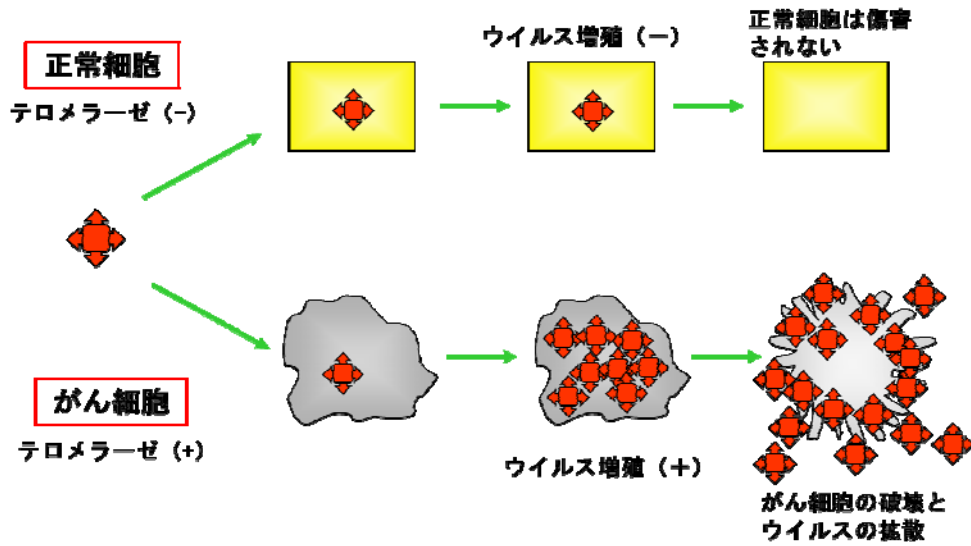 正常細胞
テロメラーゼ (-)
ウイルス増殖 (－)
正常細胞は傷害
されない
がん細胞
テロメラーゼ (+)
ウイルス増殖 (＋)
がん細胞の破壊と
ウイルスの拡散